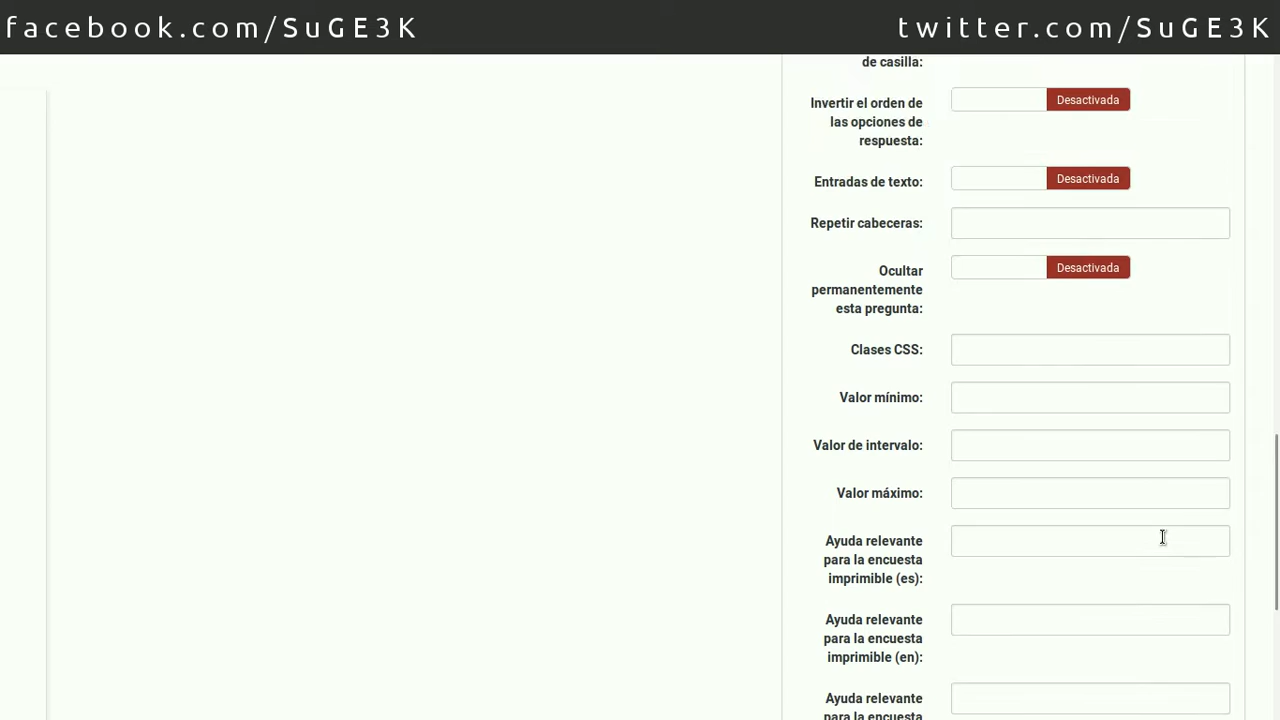 facebook.com/SuGE3K
twitter.com/SuGE3K
de casilla:
Invertir el orden de
las opciones de
respuesta:
Desactivada
Entradas de texto:
Desactivada
Repetir cabeceras:
Ocultar
permanentemente
esta pregunta:
Desactivada
Clases CSS:
Valor mínimo:
Valor de intervalo:
Valor máximo:
Ayuda relevante
para la encuesta
imprimible (es):
Ayuda relevante
para la encuesta
imprimible (en):
Ayuda relevante
para la encuesta